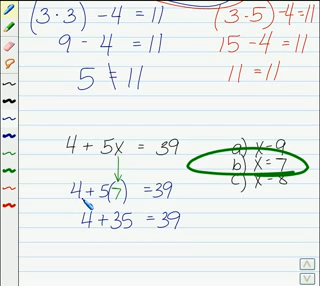 (3·3) - 4 = 11
9 - 4 = 11
5 ≠ 11
(3·5) - 4 = 11
15 - 4 = 11
11 = 11
4 + 5x = 39
4 + 5(7) = 39
4 + 35 = 39
a) x = 9
b) x = 7
c) x = 8